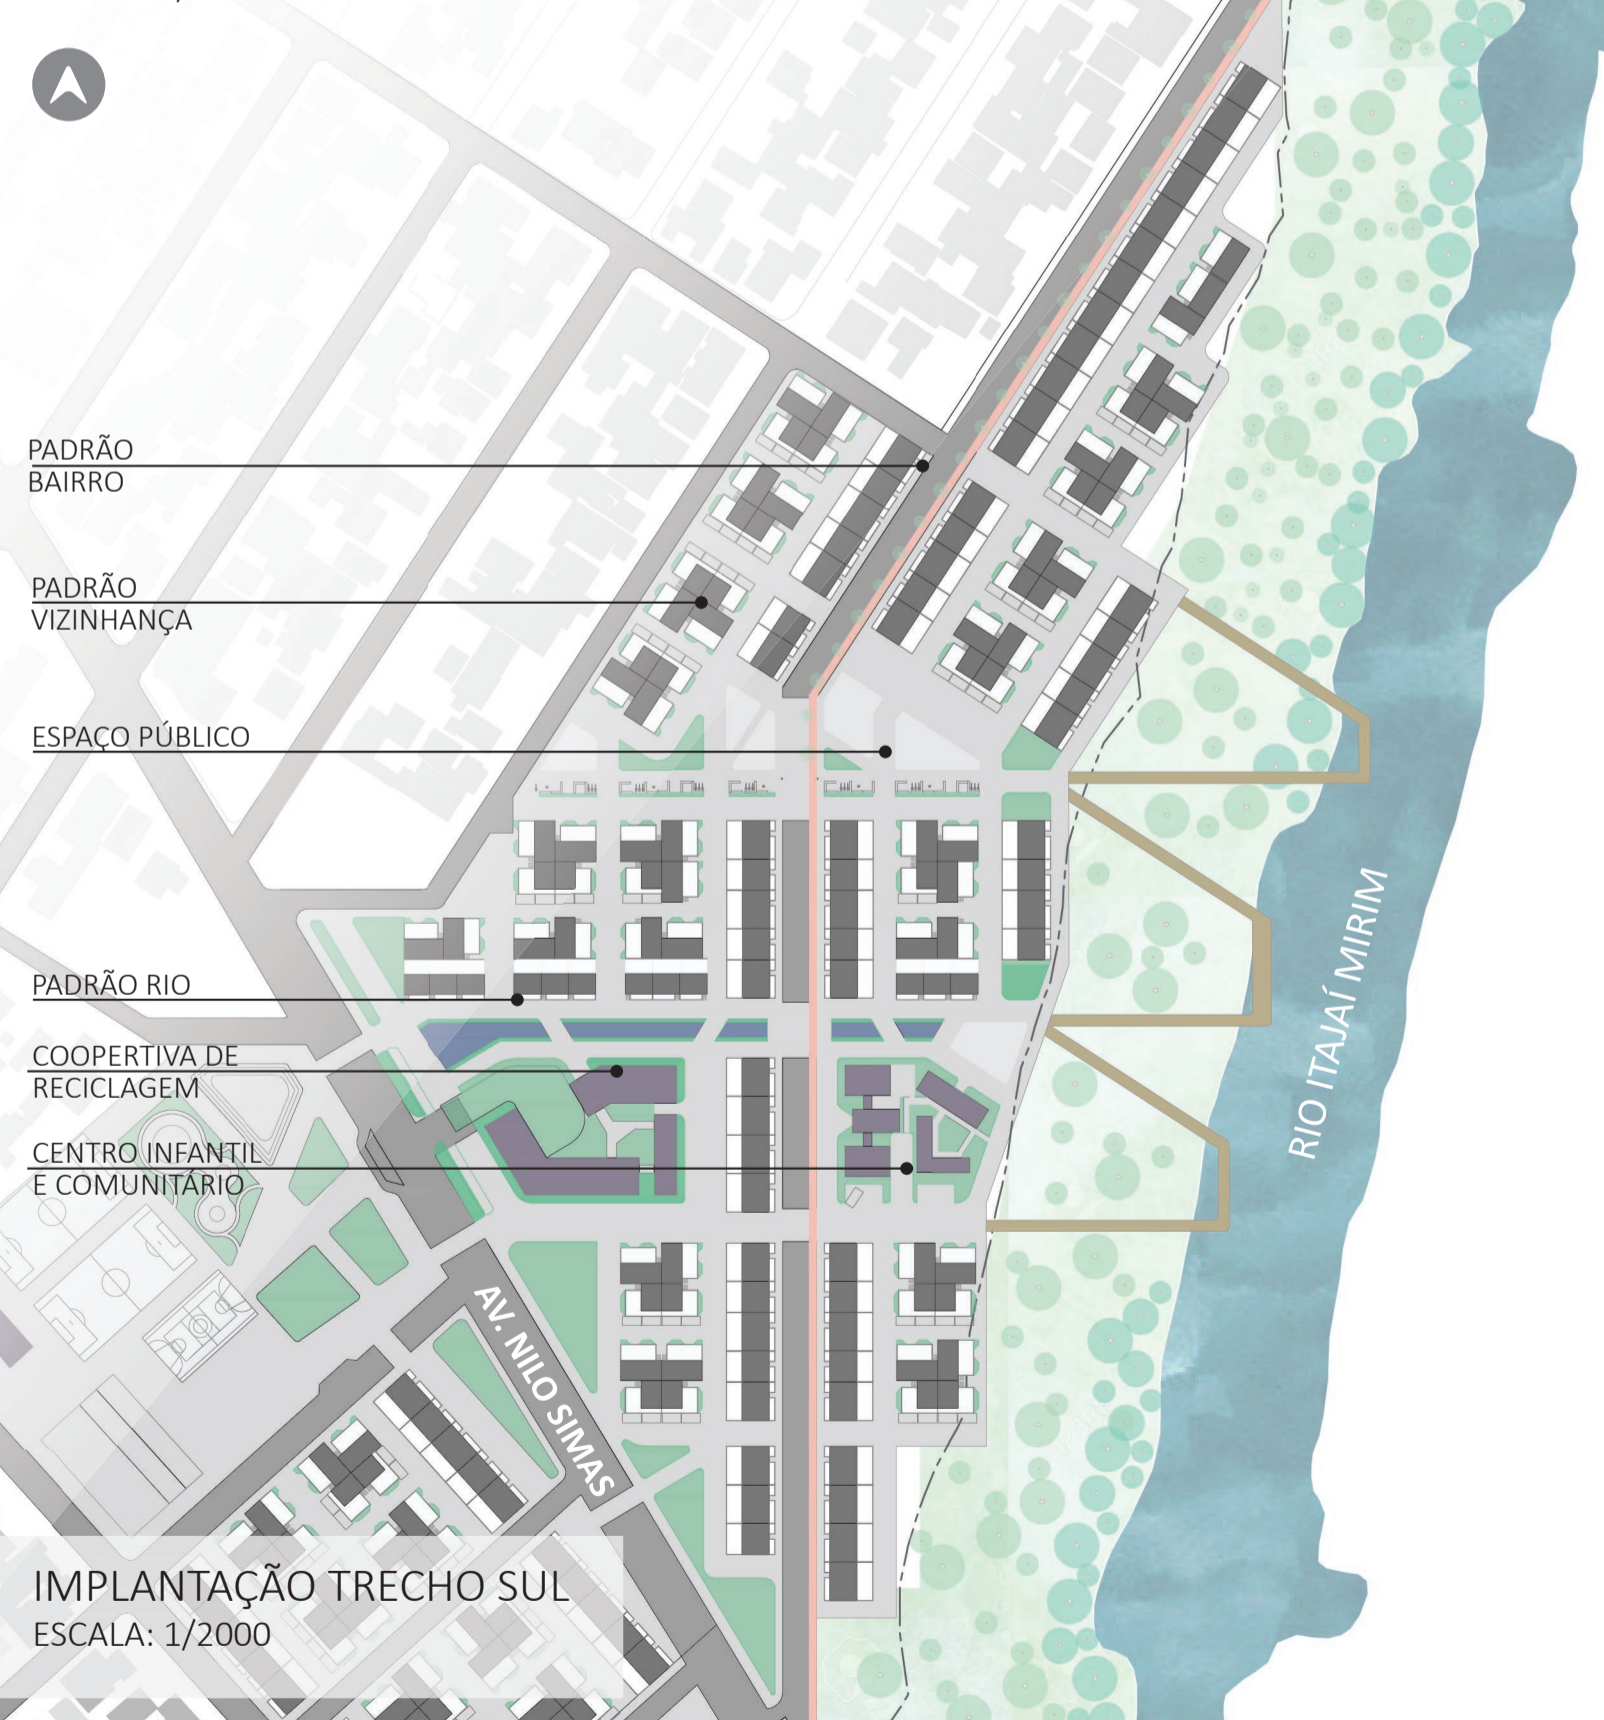 PADRÃO
BAIRRO
PADRÃO
VIZINHANÇA
ESPAÇO PÚBLICO
PADRÃO RIO
COOPERTIVA DE
RECICLAGEM
CENTRO INFANTIL
E COMUNITÁRIO
RIO ITAJAÍ MIRIM
AV. NILO SIMAS
IMPLANTAÇÃO TRECHO SUL
ESCALA: 1/2000